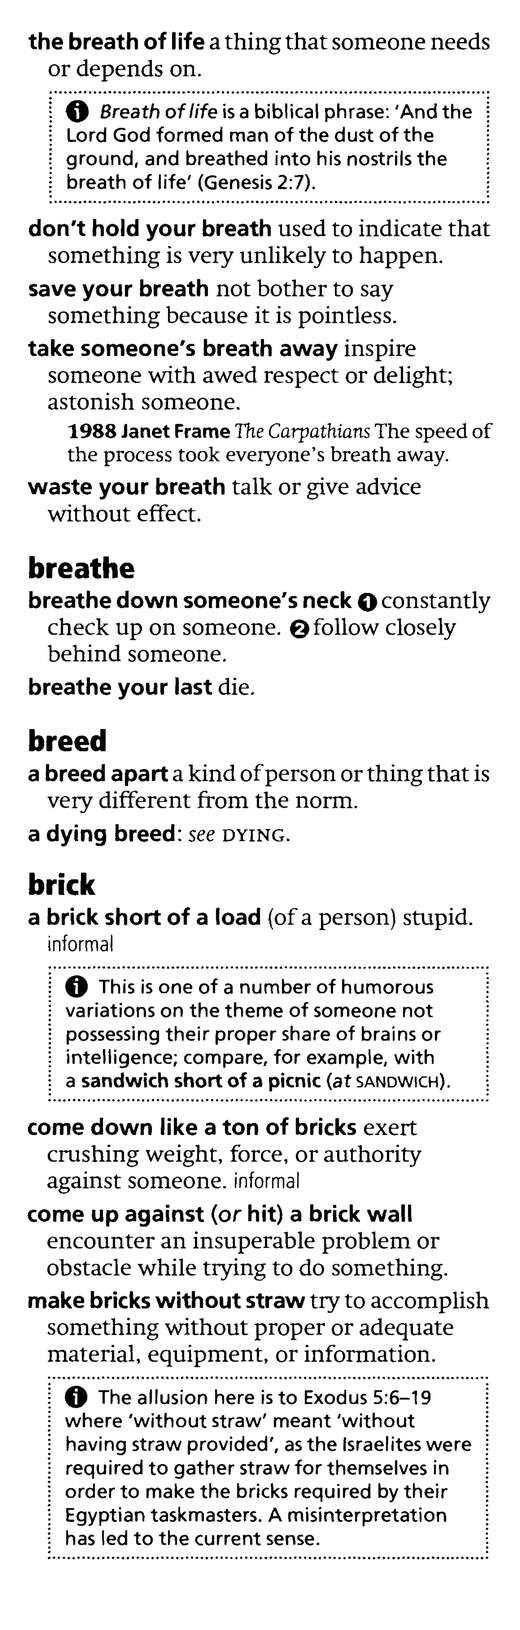 the breath of life a thing that someone needs
or depends on.
ℹ Breath of life is a biblical phrase: ‘And the
Lord God formed man of the dust of the
ground, and breathed into his nostrils the
breath of life’ (Genesis 2:7).
don’t hold your breath used to indicate that
something is very unlikely to happen.
save your breath not bother to say
something because it is pointless.
take someone’s breath away inspire
someone with awed respect or delight;
astonish someone.
1988 Janet Frame The Carpathians The speed of
the process took everyone’s breath away.
waste your breath talk or give advice
without effect.
breathe
breathe down someone’s neck ❶ constantly
check up on someone. ❷ follow closely
behind someone.
breathe your last die.
breed
a breed apart a kind of person or thing that is
very different from the norm.
a dying breed: see DYING.
brick
a brick short of a load (of a person) stupid.
informal
ℹ This is one of a number of humorous
variations on the theme of someone not
possessing their proper share of brains or
intelligence; compare, for example, with
a sandwich short of a picnic (at SANDWICH).
come down like a ton of bricks exert
crushing weight, force, or authority
against someone. informal
come up against (or hit) a brick wall
encounter an insuperable problem or
obstacle while trying to do something.
make bricks without straw try to accomplish
something without proper or adequate
material, equipment, or information.
ℹ The allusion here is to Exodus 5:6–19
where ‘without straw’ meant ‘without
having straw provided’, as the Israelites were
required to gather straw for themselves in
order to make the bricks required by their
Egyptian taskmasters. A misinterpretation
has led to the current sense.